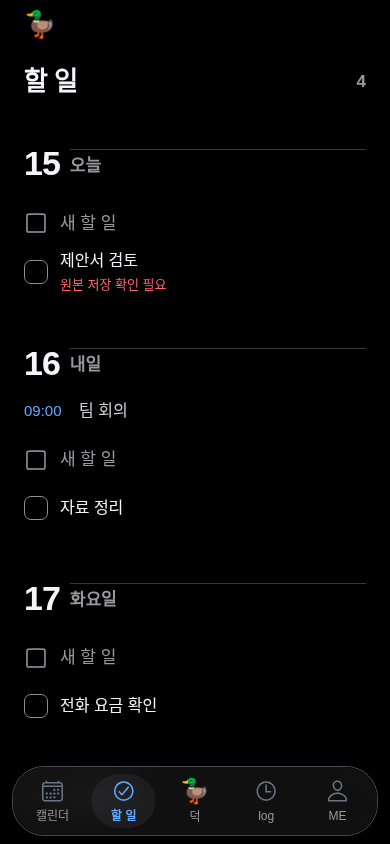 할 일
4
15 오늘
새 할 일
제안서 검토
원본 저장 확인 필요
16 내일
09:00 팀 회의
새 할 일
자료 정리
17 화요일
새 할 일
전화 요금 확인
캘린더 할 일 덕 log ME